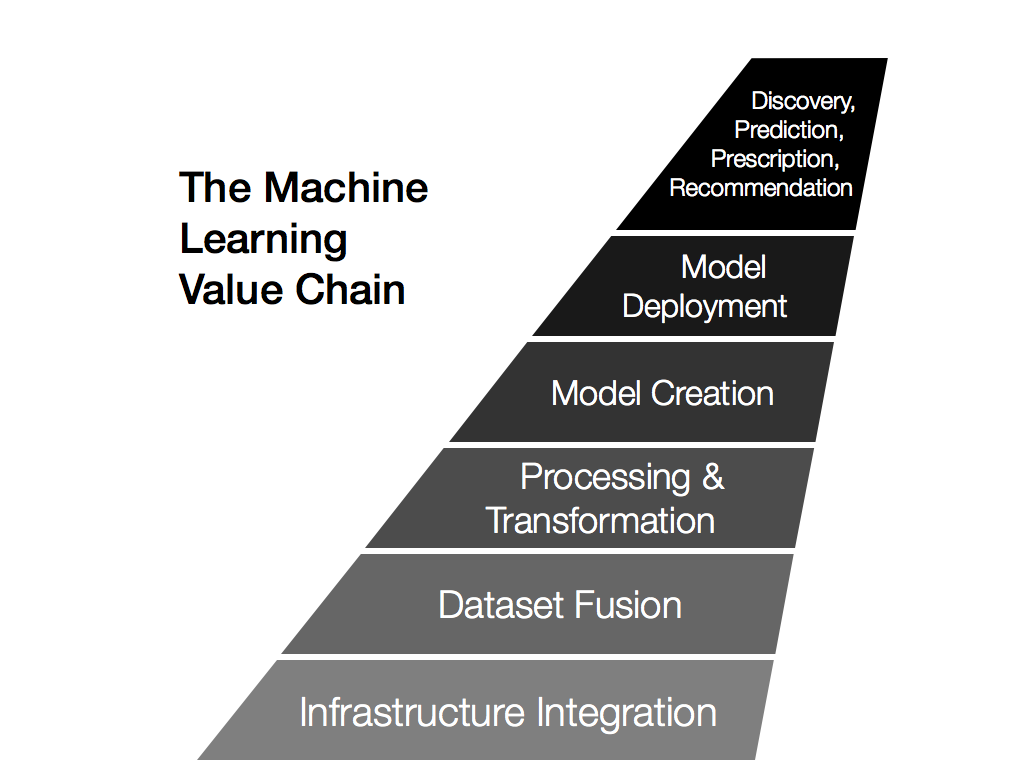 The Machine
Learning
Value Chain
Discovery,
Prediction,
Prescription,
Recommendation
Model
Deployment
Model Creation
Processing &
Transformation
Dataset Fusion
Infrastructure Integration